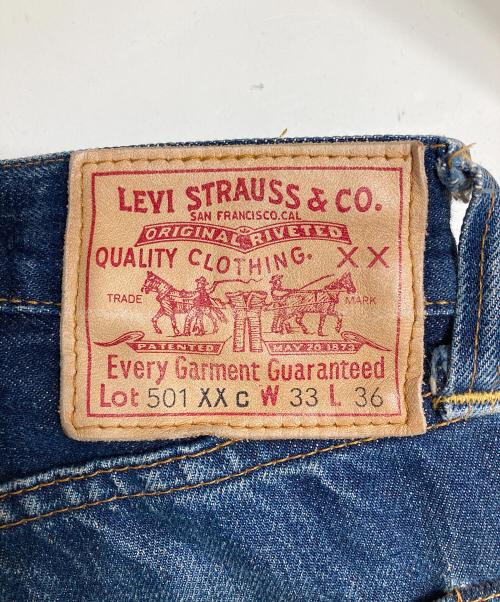 LEVI STRAUSS & CO.
SAN FRANCISCO.CAL
ORIGINAL RIVETED
QUALITY CLOTHING. XX
TRADE MARK
PATENTED MAY 20 1873
Every Garment Guaranteed
Lot 501 XX C W 33 L 36